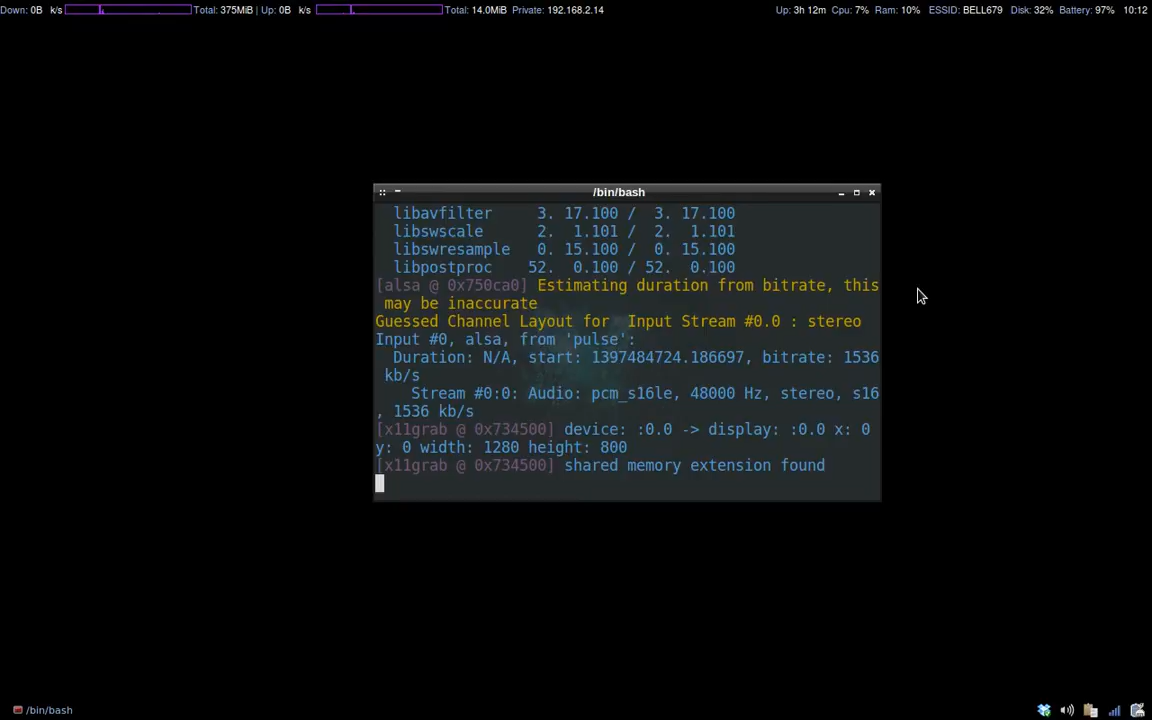 Down: 0B k/s Total: 375MiB | Up: 0B k/s Total: 14.0MiB Private: 192.168.2.14 Up: 3h 12m Cpu: 7% Ram: 10% ESSID: BELL679 Disk: 32% Battery: 97% 10:12
/bin/bash
libavfilter 3. 17.100 / 3. 17.100
libswscale 2. 1.101 / 2. 1.101
libswresample 0. 15.100 / 0. 15.100
libpostproc 52. 0.100 / 52. 0.100
[alsa @ 0x750ca0] Estimating duration from bitrate, this
may be inaccurate
Guessed Channel Layout for Input Stream #0.0 : stereo
Input #0, alsa, from 'pulse':
Duration: N/A, start: 1397484724.186697, bitrate: 1536
kb/s
Stream #0:0: Audio: pcm_s16le, 48000 Hz, stereo, s16
, 1536 kb/s
[x11grab @ 0x734500] device: :0.0 -> display: :0.0 x: 0
y: 0 width: 1280 height: 800
[x11grab @ 0x734500] shared memory extension found
/bin/bash